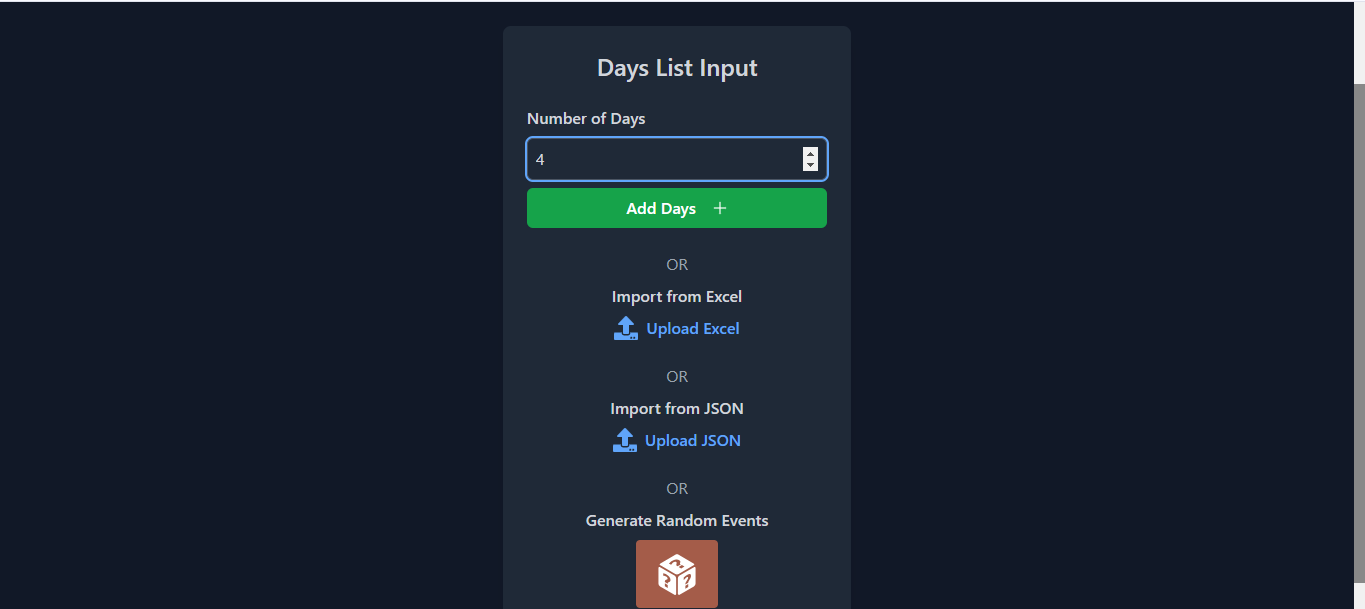 Days List Input
Number of Days
4
Add Days +
OR
Import from Excel
Upload Excel
OR
Import from JSON
Upload JSON
OR
Generate Random Events
? ? ?